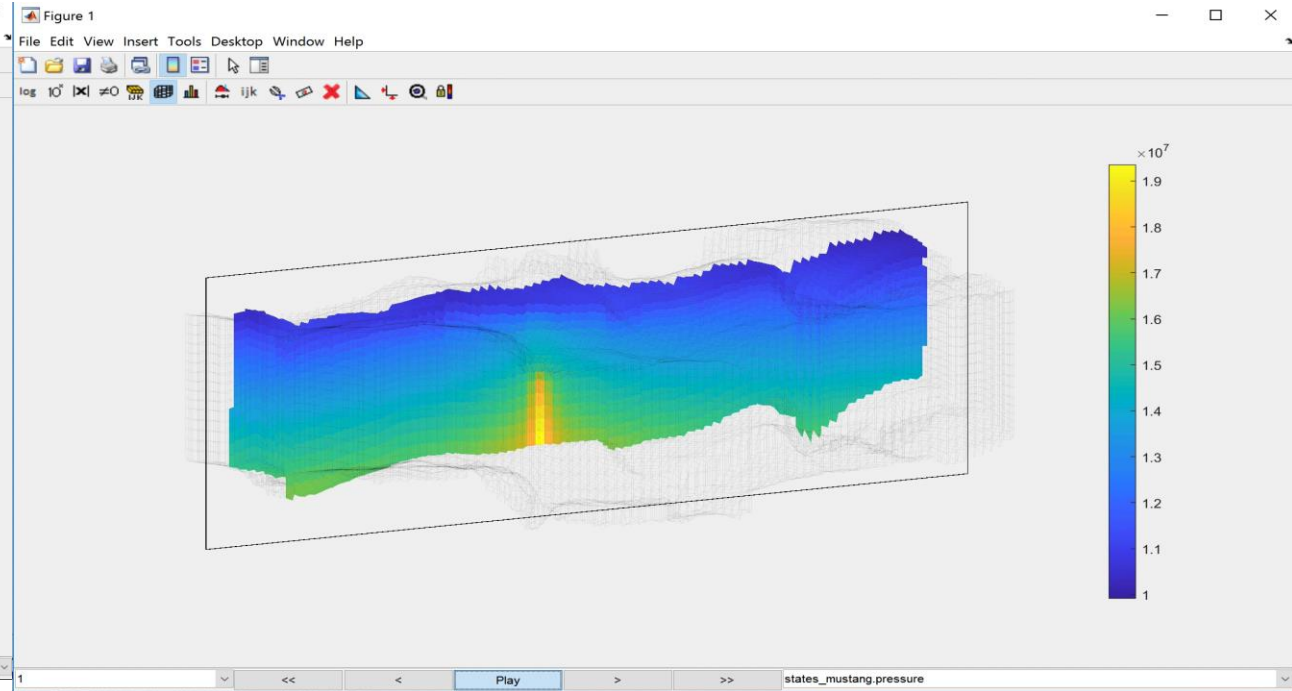 Figure 1
File Edit View Insert Tools Desktop Window Help
log 10ˣ |X| ≠0 IJK ijk
×10⁷
1.9
1.8
1.7
1.6
1.5
1.4
1.3
1.2
1.1
1
1 << < Play > >> states_mustang.pressure